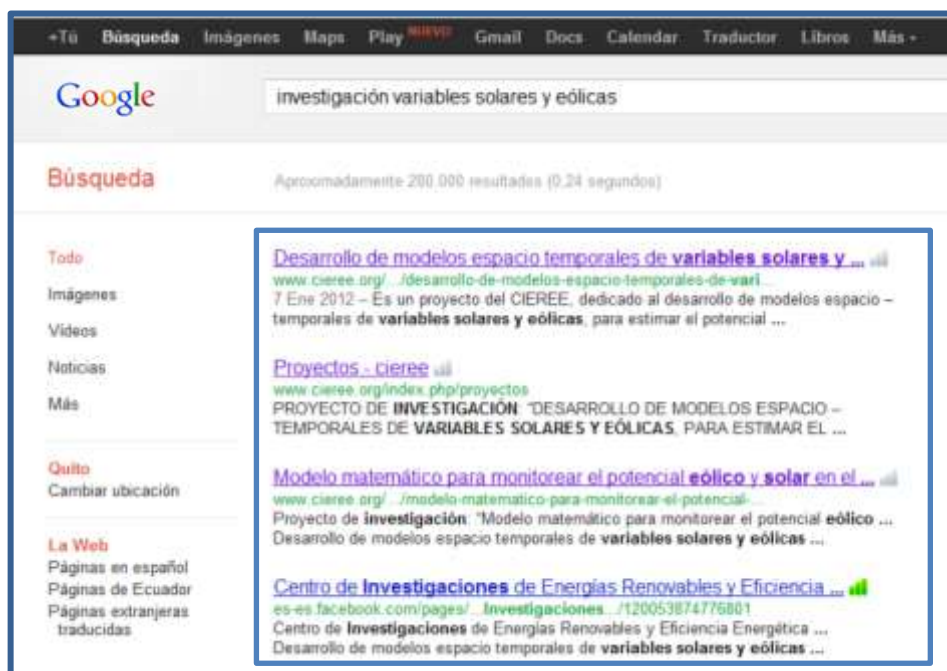 +Tú Búsqueda Imágenes Maps Play NUEVO Gmail Docs Calendar Traductor Libros Más
Google
investigación variables solares y eólicas
Búsqueda
Aproximadamente 200.000 resultados (0,24 segundos)
Todo
Imágenes
Vídeos
Noticias
Más
Quito
Cambiar ubicación
La Web
Páginas en español
Páginas de Ecuador
Páginas extranjeras
traducidas
Desarrollo de modelos espacio temporales de variables solares y ...
www.cieree.org/.../desarrollo-de-modelos-espacio-temporales-de-vari...
7 Ene 2012 – Es un proyecto del CIEREE, dedicado al desarrollo de modelos espacio –
temporales de variables solares y eólicas, para estimar el potencial ...
Proyectos - cieree
www.cieree.org/index.php/proyectos
PROYECTO DE INVESTIGACIÓN: "DESARROLLO DE MODELOS ESPACIO –
TEMPORALES DE VARIABLES SOLARES Y EÓLICAS, PARA ESTIMAR EL ...
Modelo matemático para monitorear el potencial eólico y solar en el ...
www.cieree.org/.../modelo-matematico-para-monitorear-el-potencial-...
Proyecto de investigación: "Modelo matemático para monitorear el potencial eólico ...
Desarrollo de modelos espacio temporales de variables solares y eólicas ...
Centro de Investigaciones de Energías Renovables y Eficiencia ...
es-es.facebook.com/pages/...Investigaciones.../120053874776801
Centro de Investigaciones de Energías Renovables y Eficiencia Energética ...
Desarrollo de modelos espacio temporales de variables solares y eólicas ...